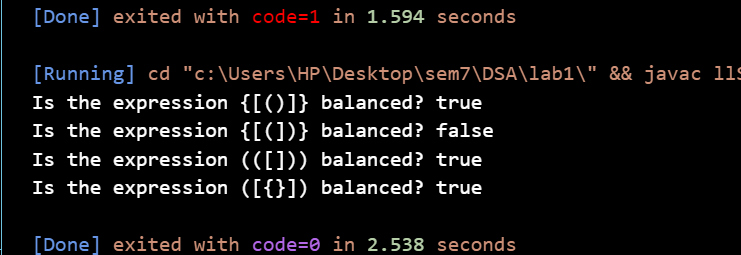 [Done] exited with code=1 in 1.594 seconds
[Running] cd "c:\Users\HP\Desktop\sem7\DSA\lab1\" && javac llS
Is the expression {[()]} balanced? true
Is the expression {[(])} balanced? false
Is the expression (([])) balanced? true
Is the expression ([{}]) balanced? true
[Done] exited with code=0 in 2.538 seconds